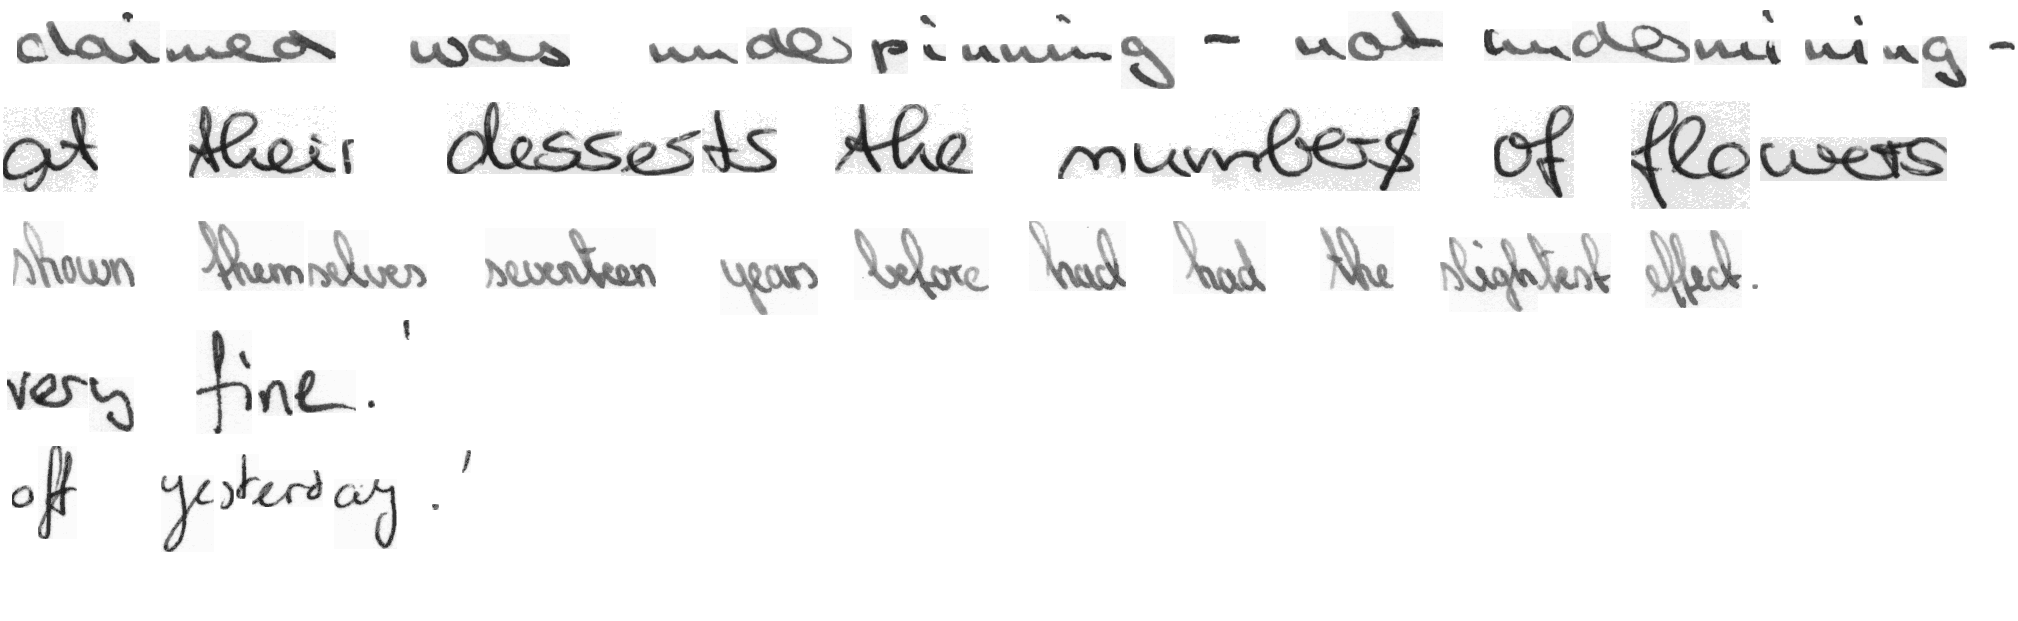 claimed was underpinning - not undermining -
at their desserts the numbers of flowers
shown themselves seventeen years before had had the slightest effect.
very fine.'
off yesterday.'